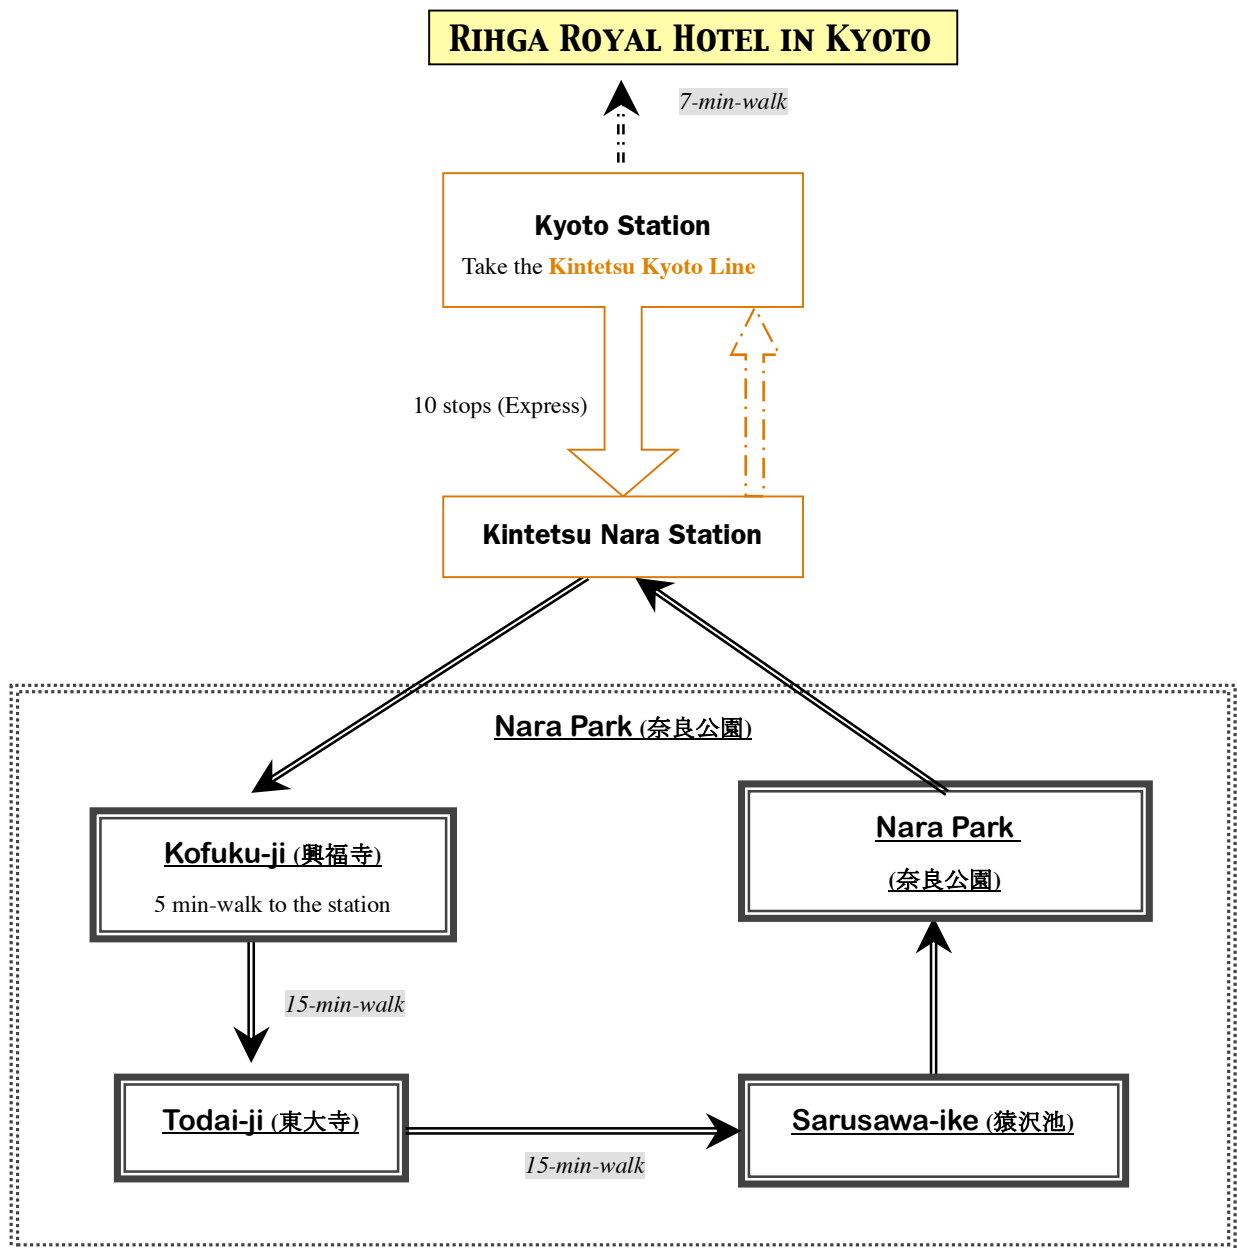 RIHGA ROYAL HOTEL IN KYOTO
7-min-walk
Kyoto Station
Take the Kintetsu Kyoto Line
10 stops (Express)
Kintetsu Nara Station
Nara Park (奈良公園)
Kofuku-ji (興福寺)
5 min-walk to the station
Nara Park
(奈良公園)
15-min-walk
Todai-ji (東大寺)
Sarusawa-ike (猿沢池)
15-min-walk